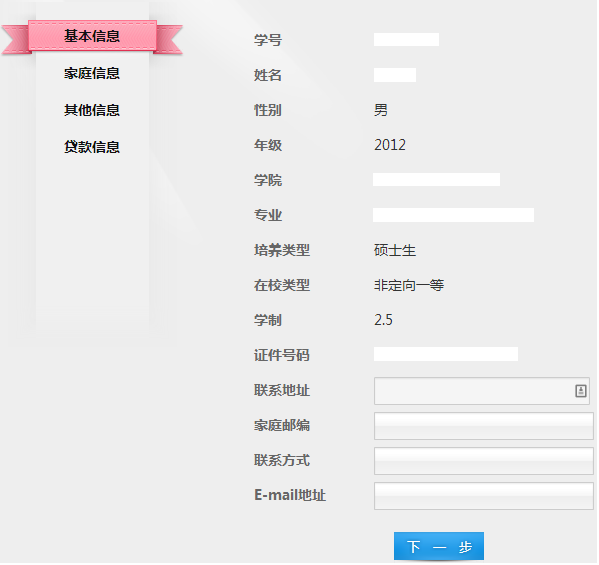 基本信息
家庭信息
其他信息
贷款信息
学号
姓名
性别 男
年级 2012
学院
专业
培养类型 硕士生
在校类型 非定向一等
学制 2.5
证件号码
联系地址
家庭邮编
联系方式
E-mail地址
下 一 步